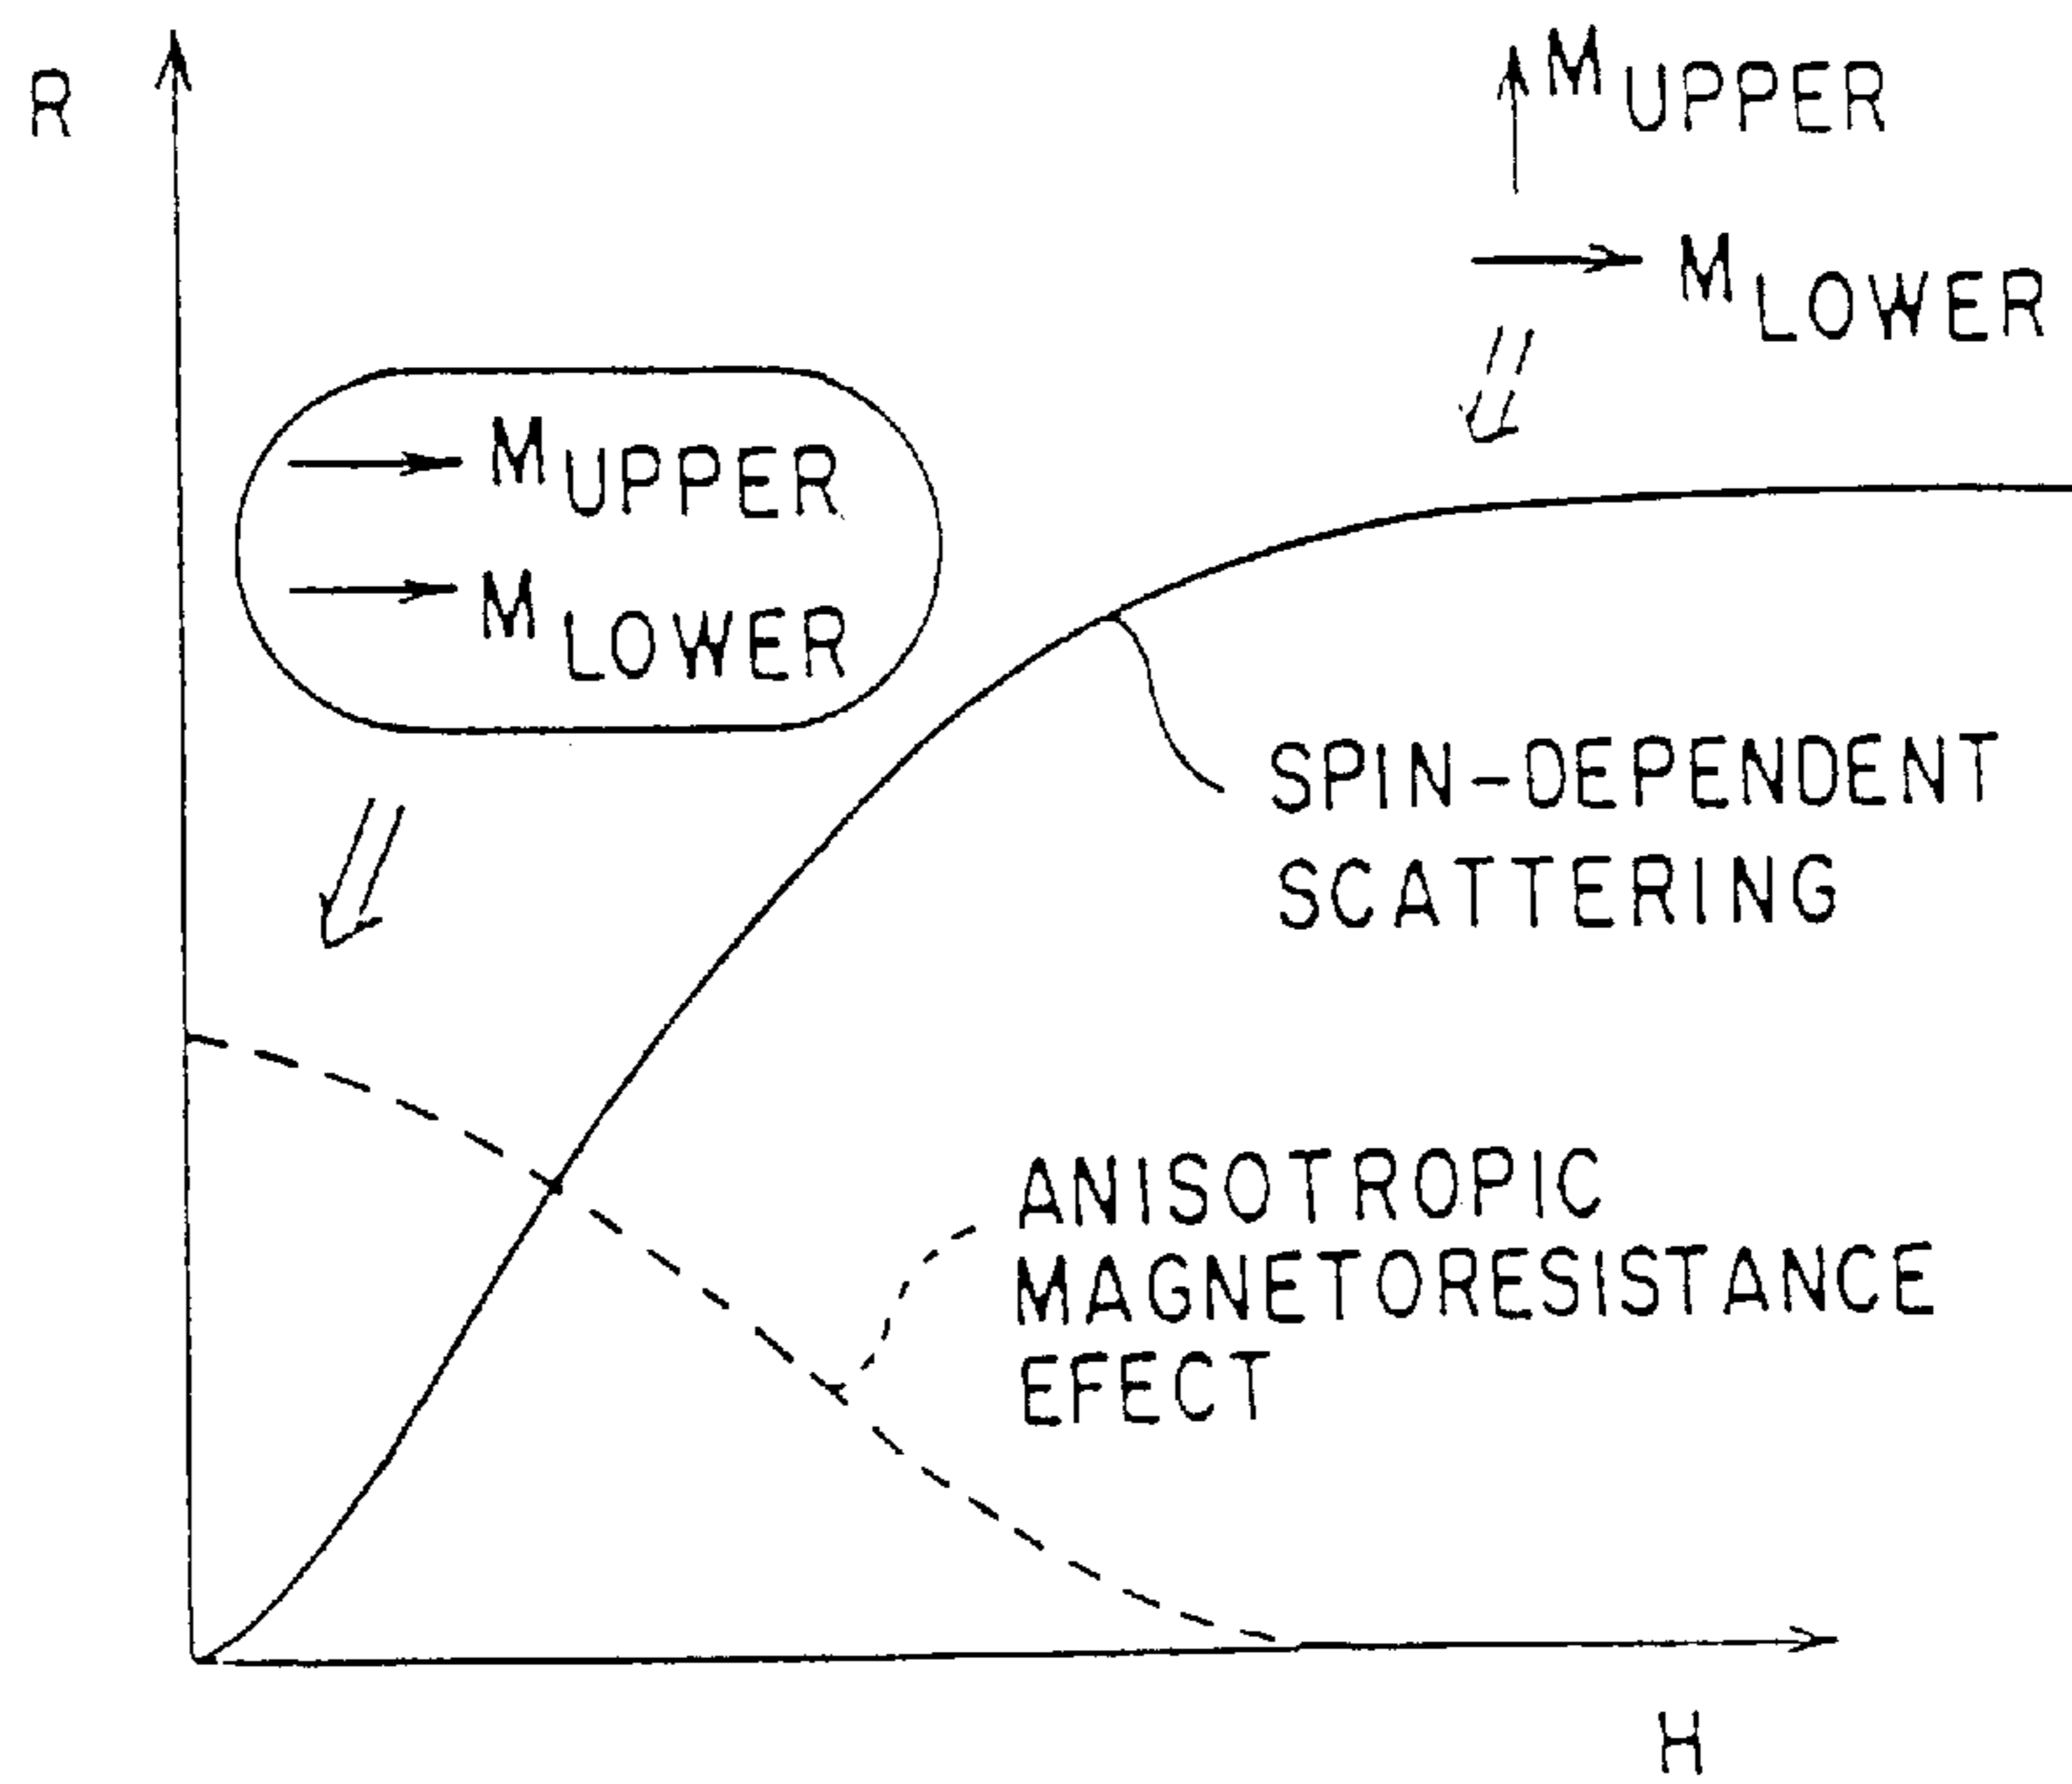 R
M UPPER
M LOWER
M UPPER
M LOWER
SPIN-DEPENDENT
SCATTERING
ANISOTROPIC
MAGNETORESISTANCE
EFECT
H